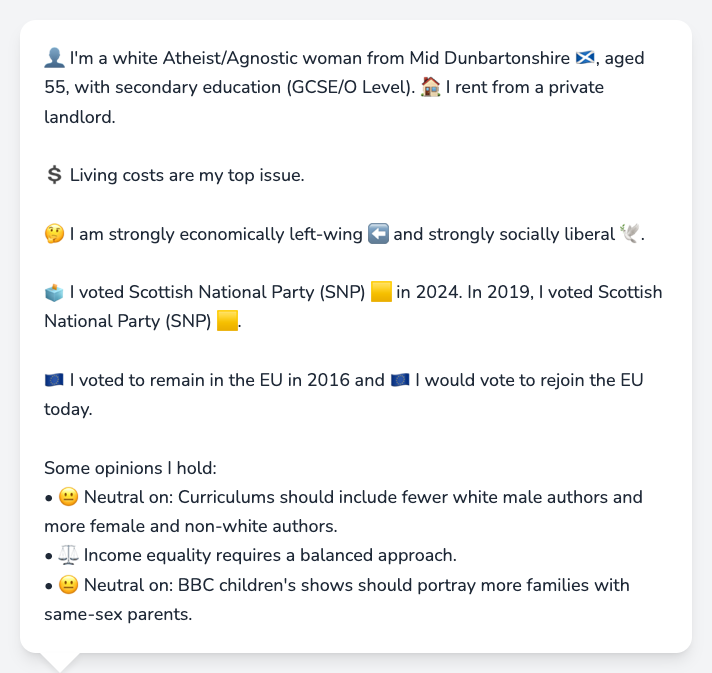 👤 I'm a white Atheist/Agnostic woman from Mid Dunbartonshire 🏴󠁧󠁢󠁳󠁣󠁴󠁿, aged
55, with secondary education (GCSE/O Level). 🏠 I rent from a private
landlord.
💲 Living costs are my top issue.
🤔 I am strongly economically left-wing ⬅️ and strongly socially liberal 🕊️.
🗳️ I voted Scottish National Party (SNP) 🟨 in 2024. In 2019, I voted Scottish
National Party (SNP) 🟨.
🇪🇺 I voted to remain in the EU in 2016 and 🇪🇺 I would vote to rejoin the EU
today.
Some opinions I hold:
• 😐 Neutral on: Curriculums should include fewer white male authors and
more female and non-white authors.
• ⚖️ Income equality requires a balanced approach.
• 😐 Neutral on: BBC children's shows should portray more families with
same-sex parents.